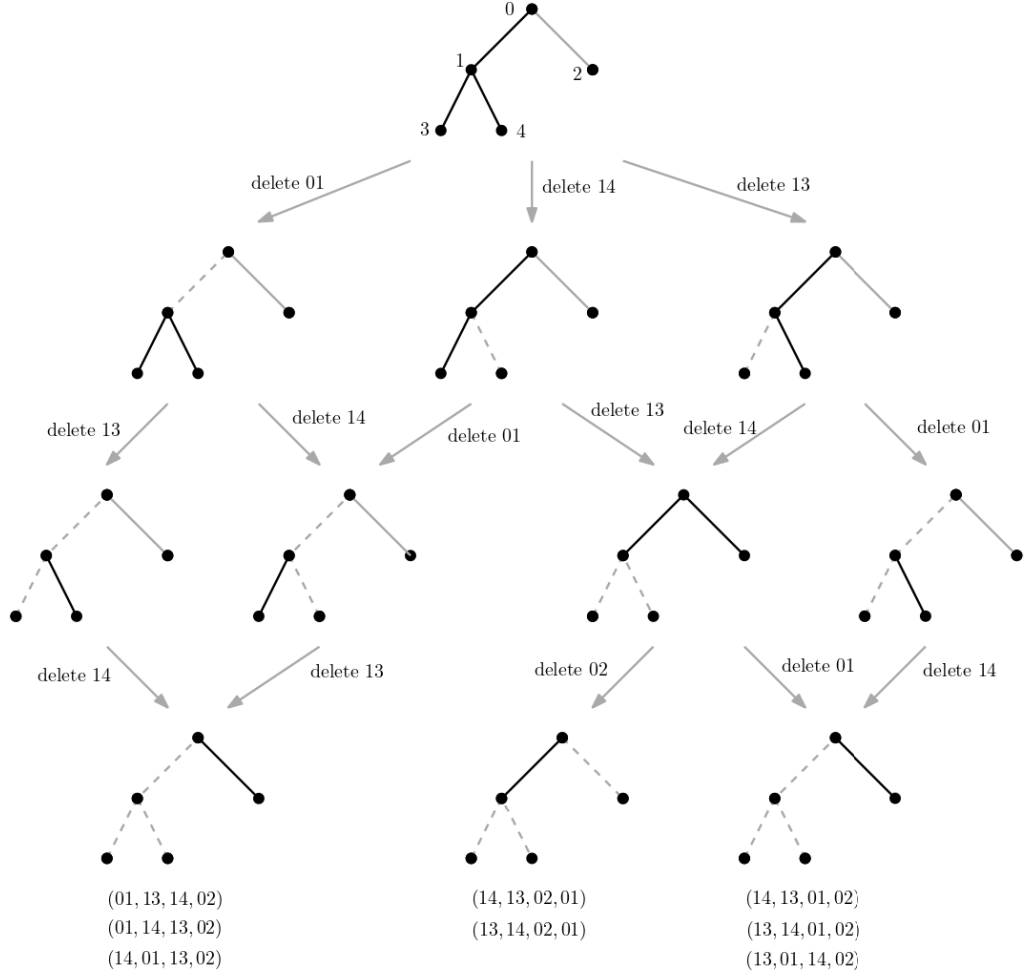 0
1
2
3
4
delete 01
delete 14
delete 13
delete 13
delete 14
delete 01
delete 13
delete 14
delete 01
delete 14
delete 13
delete 02
delete 01
delete 14
(01, 13, 14, 02)
(01, 14, 13, 02)
(14, 01, 13, 02)
(14, 13, 02, 01)
(13, 14, 02, 01)
(14, 13, 01, 02)
(13, 14, 01, 02)
(13, 01, 14, 02)